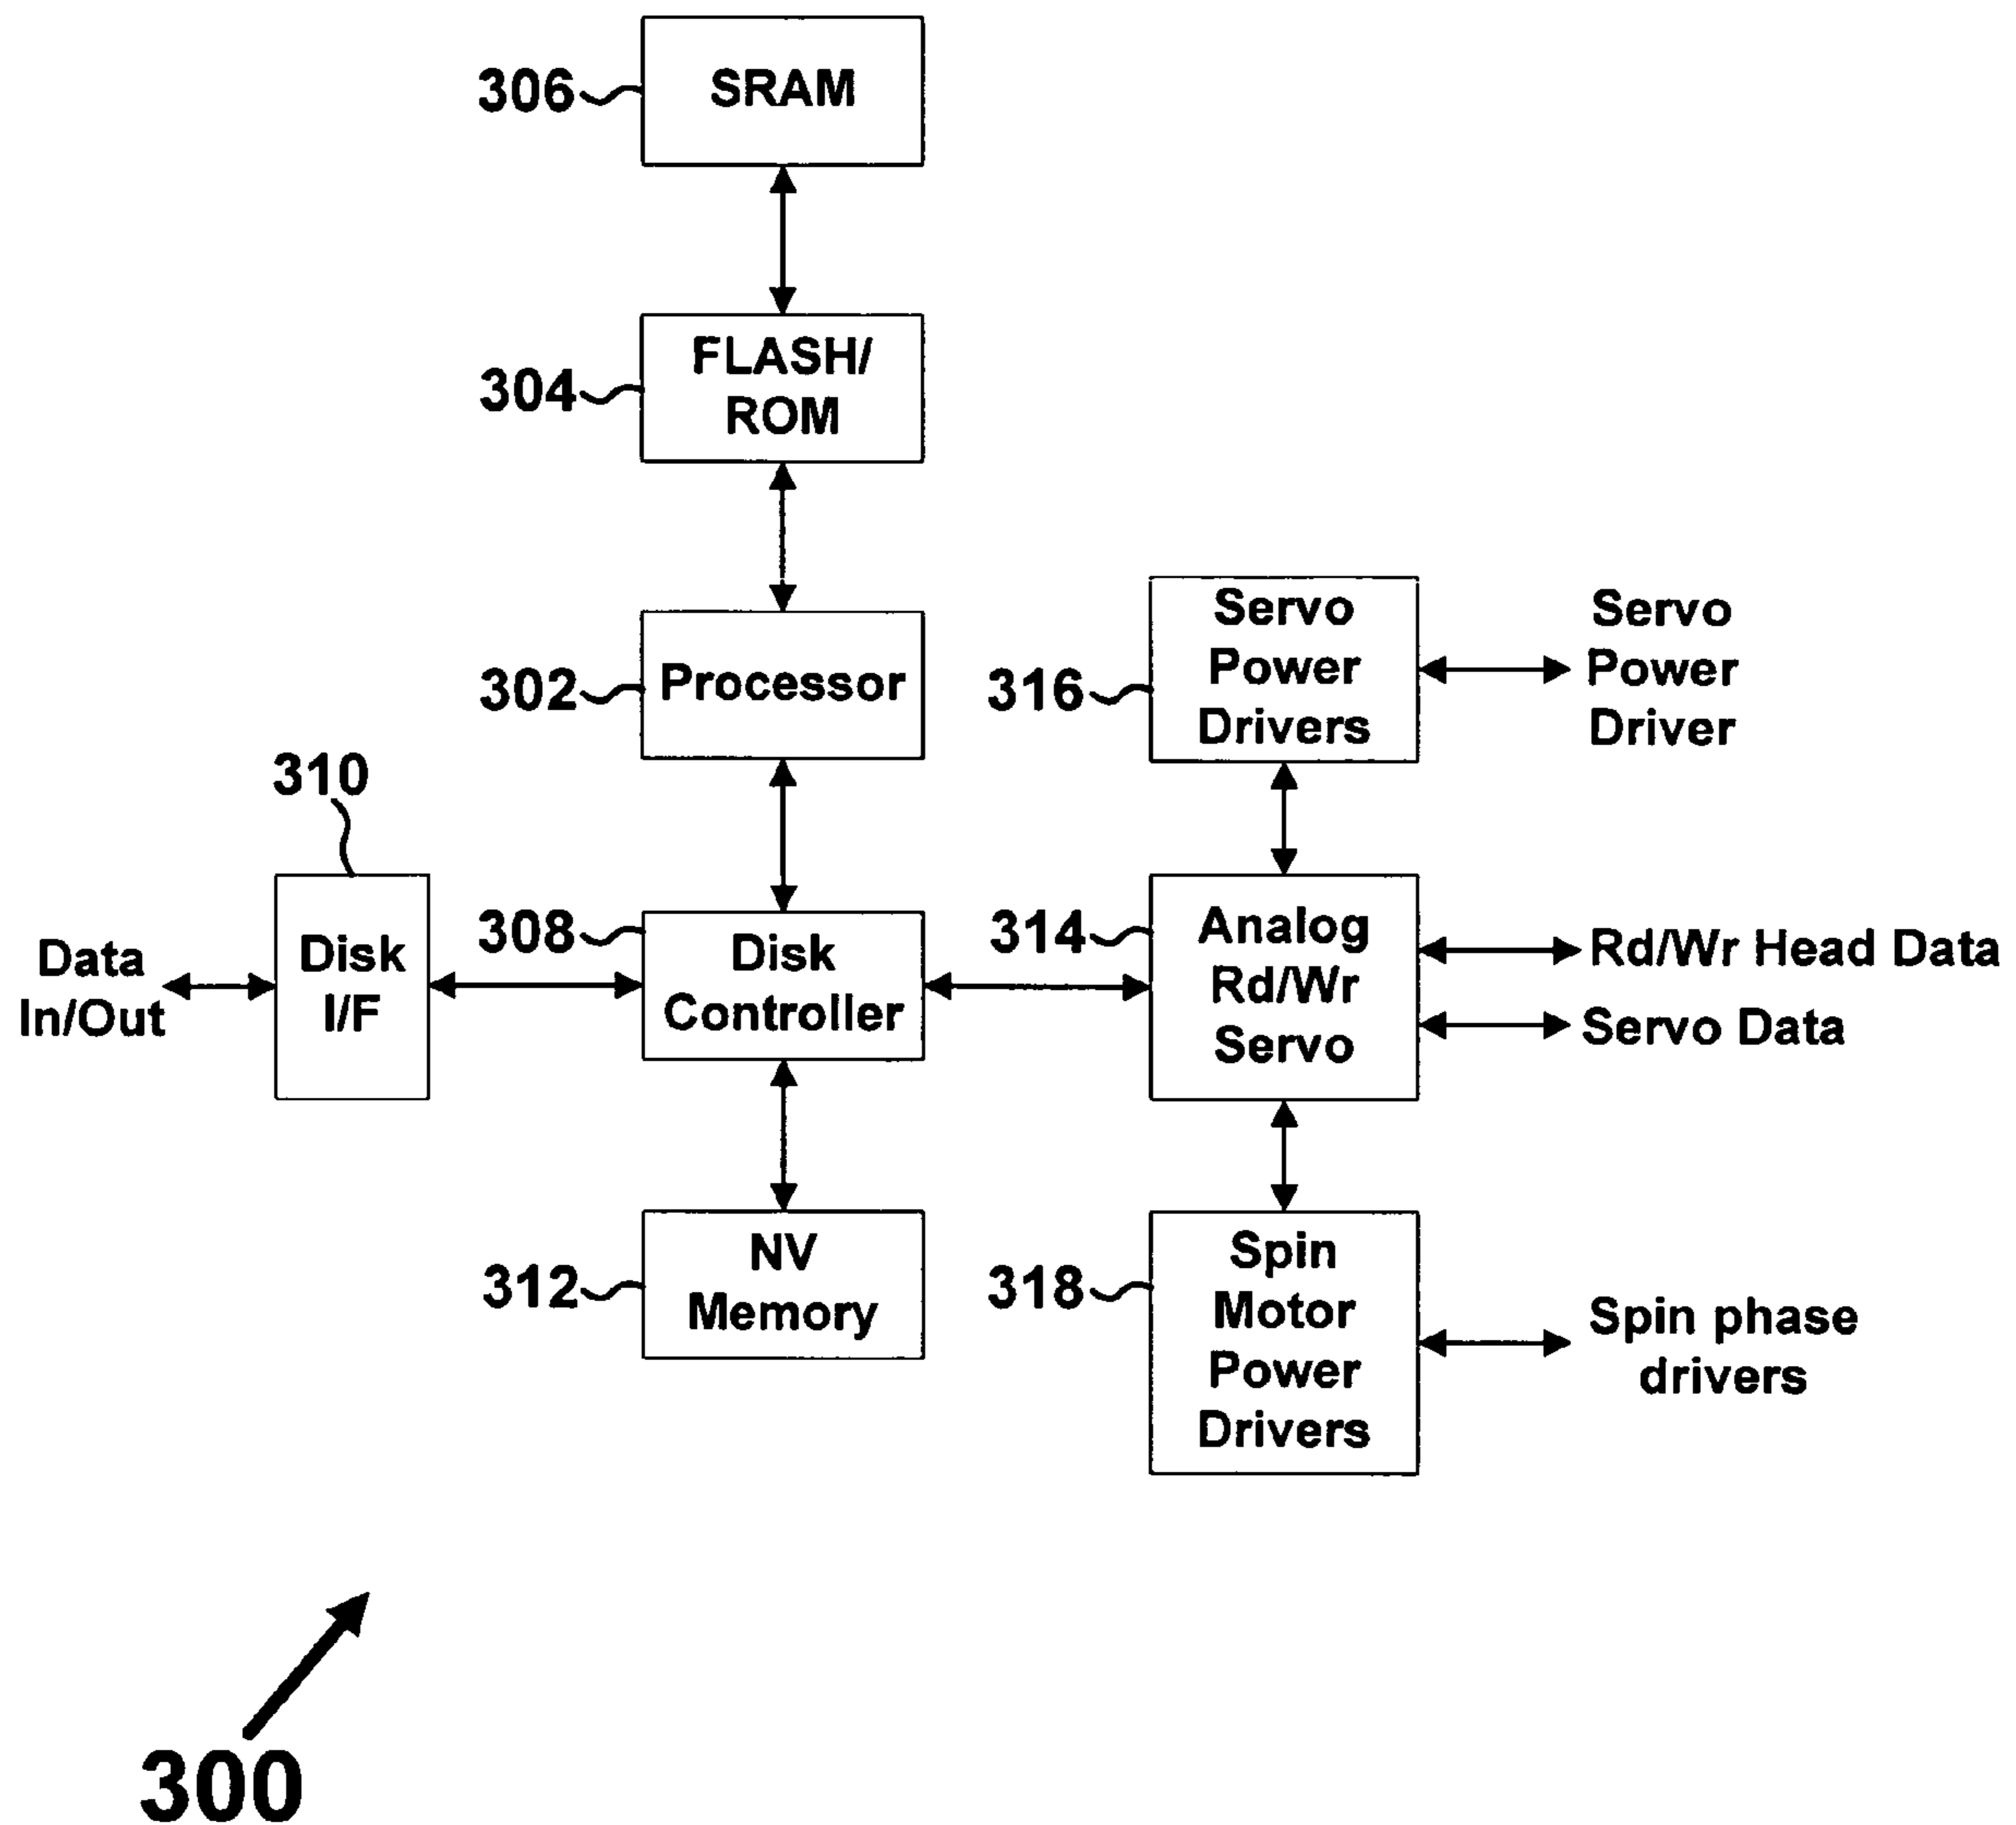 306
SRAM
304
FLASH/
ROM
302
Processor
316
Servo
Power
Drivers
Servo
Power
Driver
310
Data
In/Out
Disk
I/F
308
Disk
Controller
314
Analog
Rd/Wr
Servo
Rd/Wr Head Data
Servo Data
312
NV
Memory
318
Spin
Motor
Power
Drivers
Spin phase
drivers
300